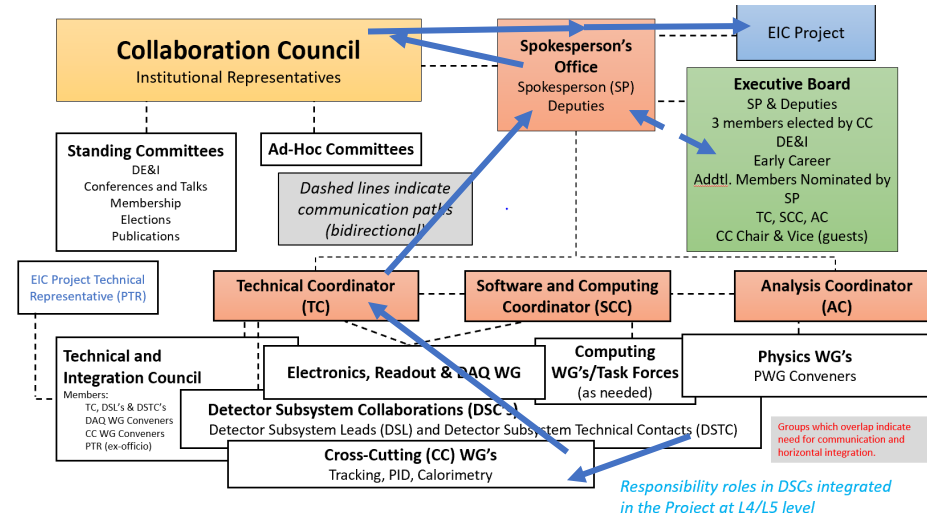 Collaboration Council
Institutional Representatives
Spokesperson's
Office
Spokesperson (SP)
Deputies
EIC Project
Executive Board
SP & Deputies
3 members elected by CC
DE&I
Early Career
Addtl. Members Nominated by
SP
TC, SCC, AC
CC Chair & Vice (guests)
Standing Committees
DE&I
Conferences and Talks
Membership
Elections
Publications
Ad-Hoc Committees
Dashed lines indicate
communication paths
(bidirectional)
EIC Project Technical
Representative (PTR)
Technical Coordinator
(TC)
Software and Computing
Coordinator (SCC)
Analysis Coordinator
(AC)
Technical and
Integration Council
Members:
TC, DSL's & DSTC's
DAQ WG Conveners
CC WG Conveners
PTR (ex-officio)
Electronics, Readout & DAQ WG
Computing
WG's/Task Forces
(as needed)
Physics WG's
PWG Conveners
Detector Subsystem Collaborations (DSC's)
Detector Subsystem Leads (DSL) and Detector Subsystem Technical Contacts (DSTC)
Cross-Cutting (CC) WG's
Tracking, PID, Calorimetry
Groups which overlap indicate
need for communication and
horizontal integration.
Responsibility roles in DSCs integrated
in the Project at L4/L5 level